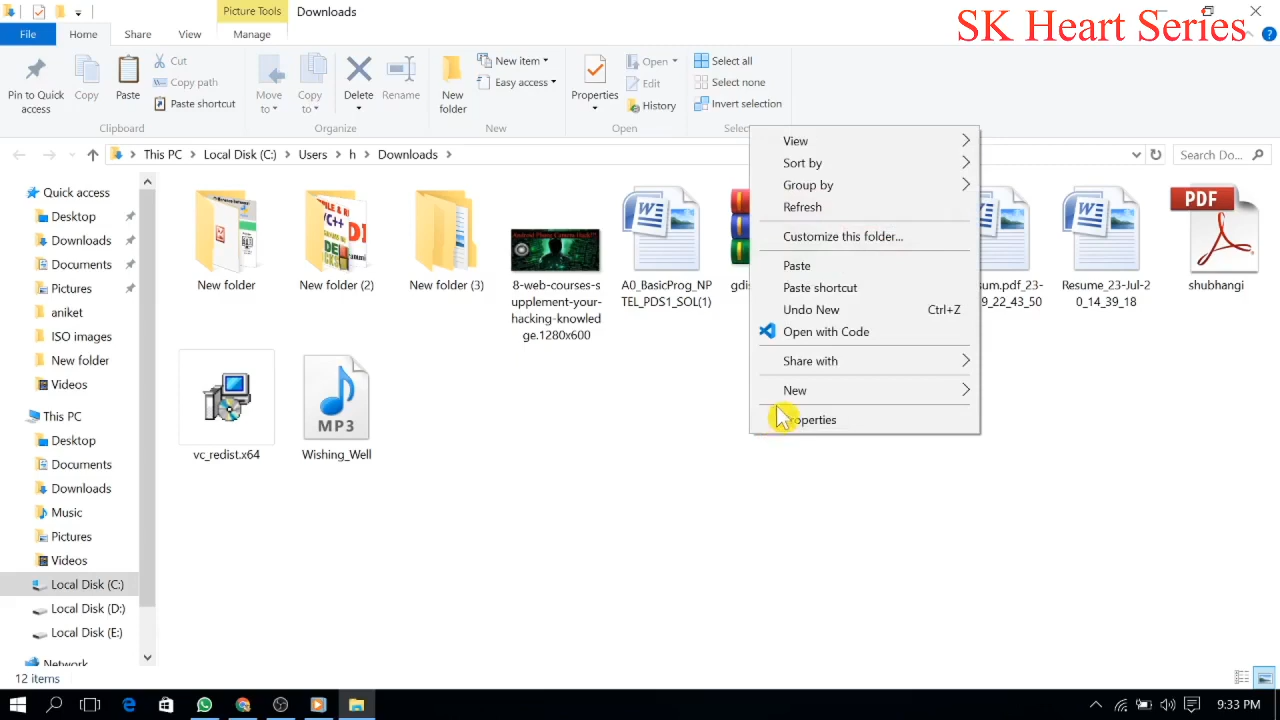 Picture Tools
Downloads
SK Heart Series
File
Home
Share
View
Manage
Pin to Quick
access
Copy
Paste
Cut
Copy path
Paste shortcut
Clipboard
Move
to
Copy
to
Delete
Rename
Organize
New
folder
New item
Easy access
New
Properties
Open
Edit
History
Open
Select all
Select none
Invert selection
This PC
Local Disk (C:)
Users
h
Downloads
Search Do...
Quick access
Desktop
Downloads
Documents
Pictures
aniket
ISO images
New folder
Videos
This PC
Desktop
Documents
Downloads
Music
Pictures
Videos
Local Disk (C:)
Local Disk (D:)
Local Disk (E:)
Network
New folder
New folder (2)
New folder (3)
8-web-courses-s
upplement-your-
hacking-knowled
ge.1280x600
A0_BasicProg_NP
TEL_PDS1_SOL(1)
Resume_23-Jul-2
0_14_39_18
PDF
shubhangi
vc_redist.x64
MP3
Wishing_Well
View
Sort by
Group by
Refresh
Customize this folder...
Paste
Paste shortcut
Undo New
Ctrl+Z
Open with Code
Share with
New
Properties
12 items
9:33 PM